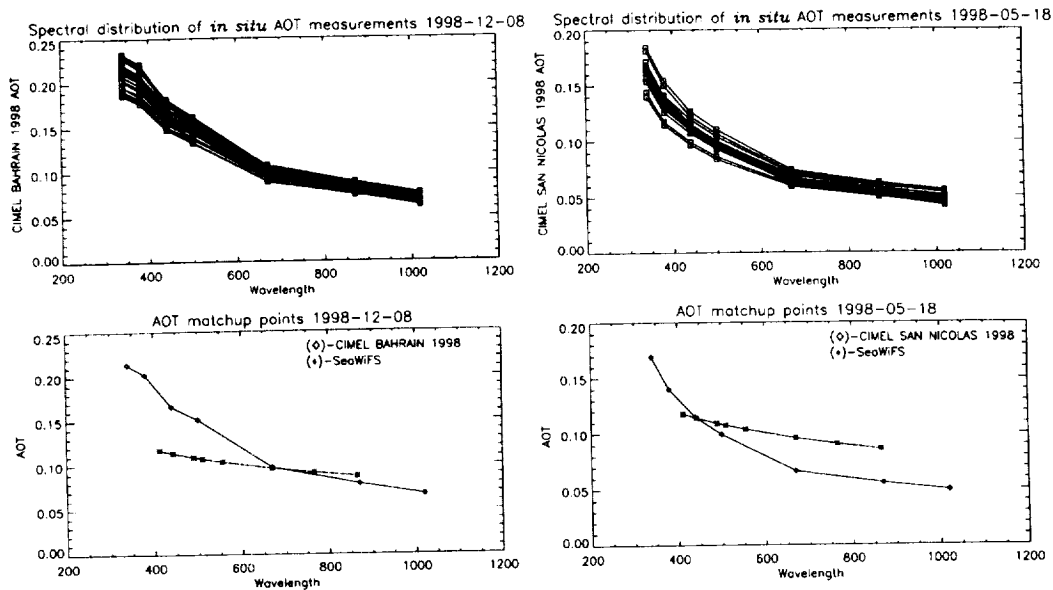 Spectral distribution of in situ AOT measurements 1998-12-08
0.25
0.20
0.15
0.10
0.05
0.00
CIMEL BAHRAIN 1998 AOT
200 400 600 800 1000 1200
Wavelength
Spectral distribution of in situ AOT measurements 1998-05-18
0.20
0.15
0.10
0.05
0.00
CIMEL SAN NICOLAS 1998 AOT
200 400 600 800 1000 1200
Wavelength
AOT matchup points 1998-12-08
(◇)-CIMEL BAHRAIN 1998
(+)-SeaWiFS
0.25
0.20
0.15
0.10
0.05
0.00
AOT
200 400 600 800 1000 1200
Wavelength
AOT matchup points 1998-05-18
(◇)-CIMEL SAN NICOLAS 1998
(+)-SeaWiFS
0.20
0.15
0.10
0.05
0.00
AOT
200 400 600 800 1000 1200
Wavelength